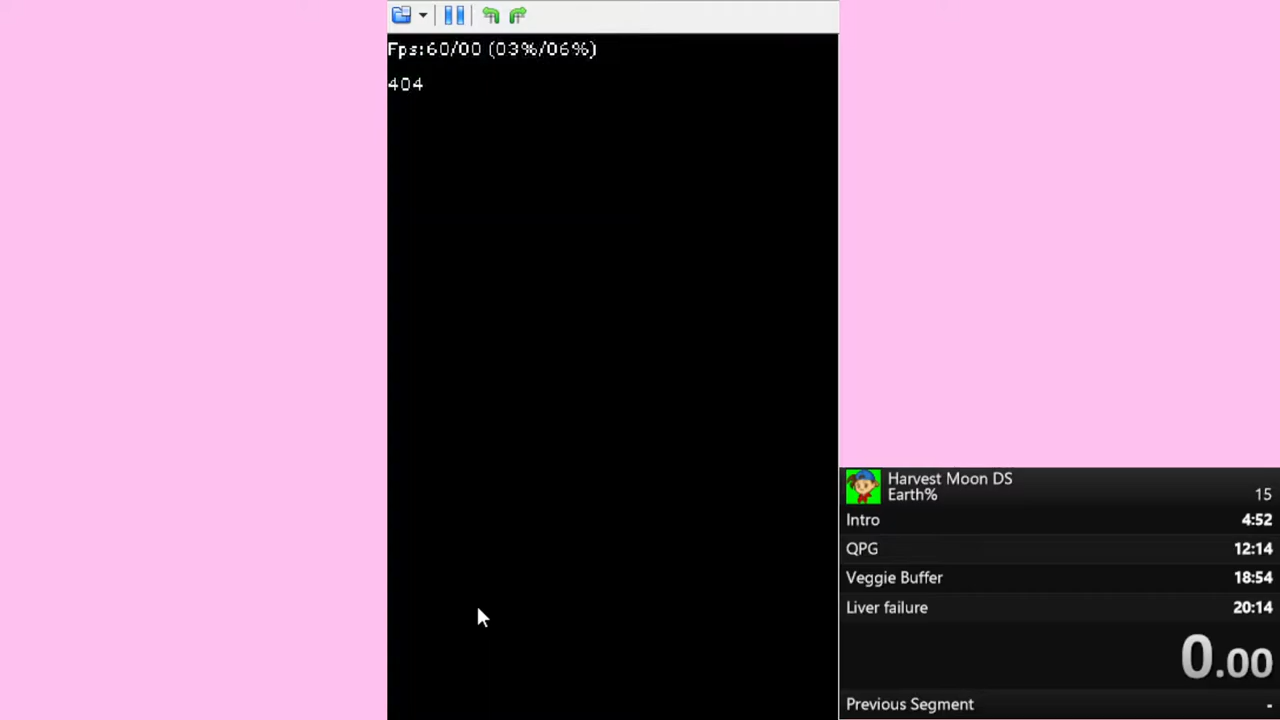 Fps:60/00 (03%/06%)
404
Harvest Moon DS
Earth% 15
Intro 4:52
QPG 12:14
Veggie Buffer 18:54
Liver failure 20:14
0.00
Previous Segment -